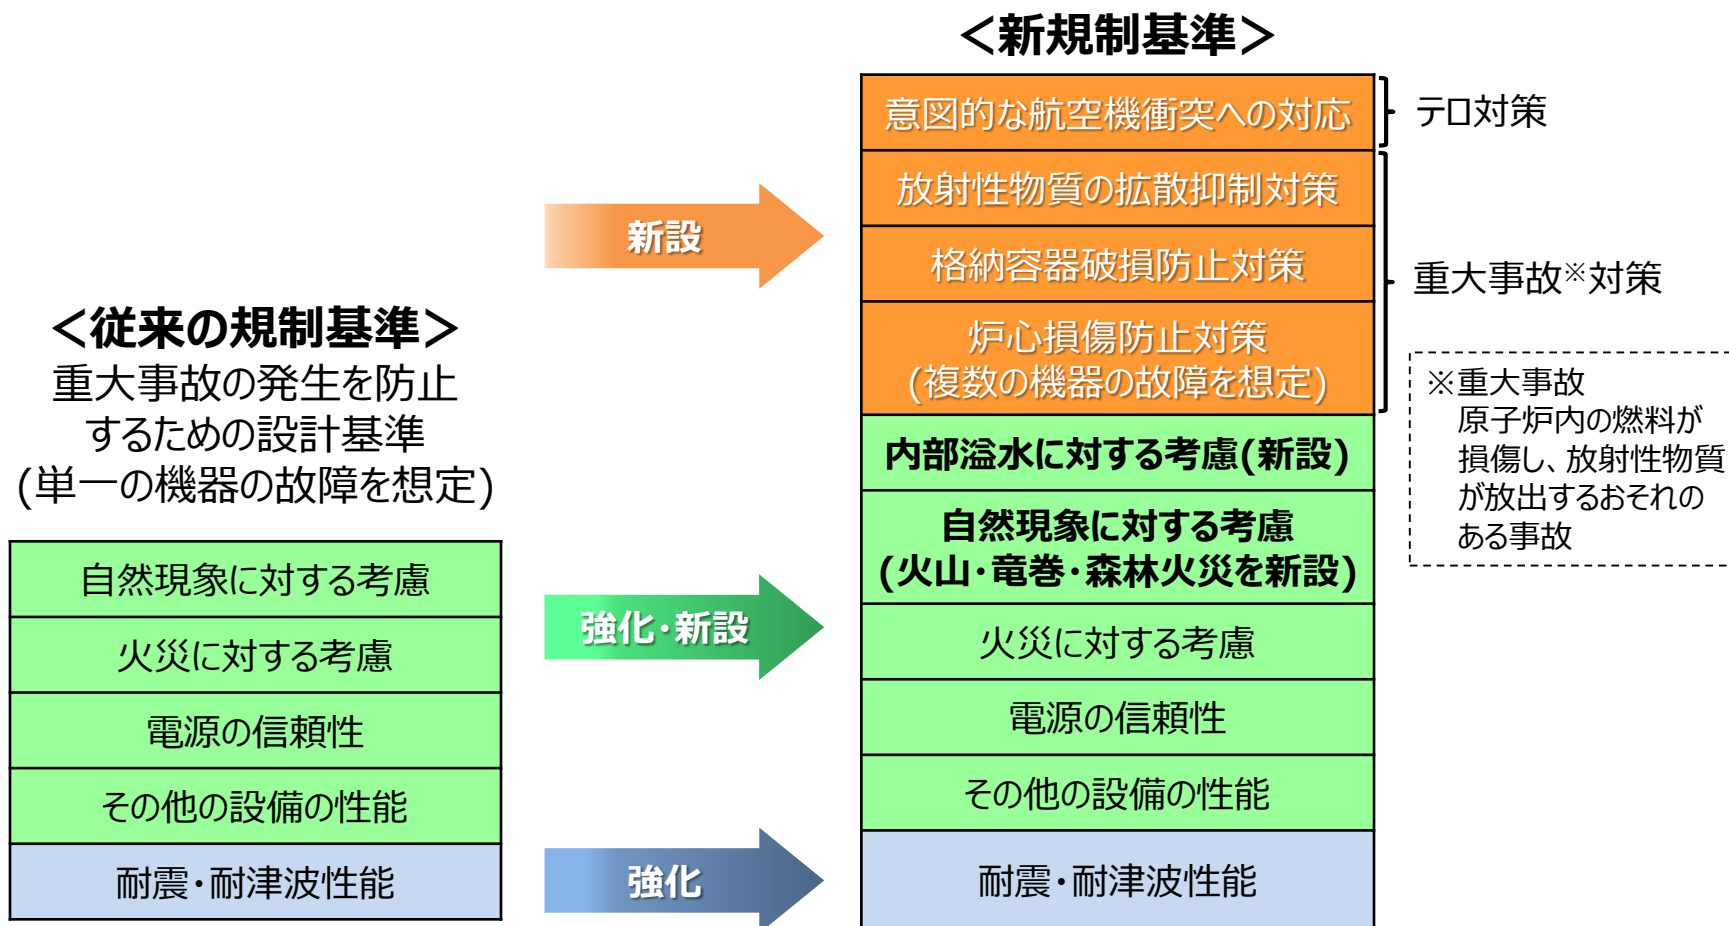 <従来の規制基準>
重大事故の発生を防止
するための設計基準
(単一の機器の故障を想定)
自然現象に対する考慮
火災に対する考慮
電源の信頼性
その他の設備の性能
耐震・耐津波性能
新設
強化・新設
強化
<新規制基準>
意図的な航空機衝突への対応
放射性物質の拡散抑制対策
格納容器破損防止対策
炉心損傷防止対策
(複数の機器の故障を想定)
内部溢水に対する考慮(新設)
自然現象に対する考慮
(火山・竜巻・森林火災を新設)
火災に対する考慮
電源の信頼性
その他の設備の性能
耐震・耐津波性能
テロ対策
重大事故※対策
※重大事故
原子炉内の燃料が
損傷し、放射性物質
が放出するおそれの
ある事故